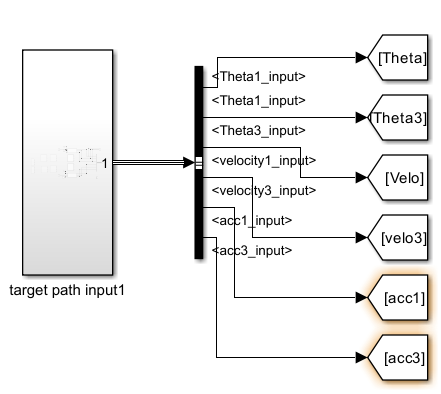 [Theta]
<Theta1_input>
<Theta1_input>
[Theta3]
<Theta3_input>
1
<velocity1_input>
[Velo]
<velocity3_input>
<acc1_input>
[velo3]
<acc3_input>
target path input1
[acc1]
[acc3]